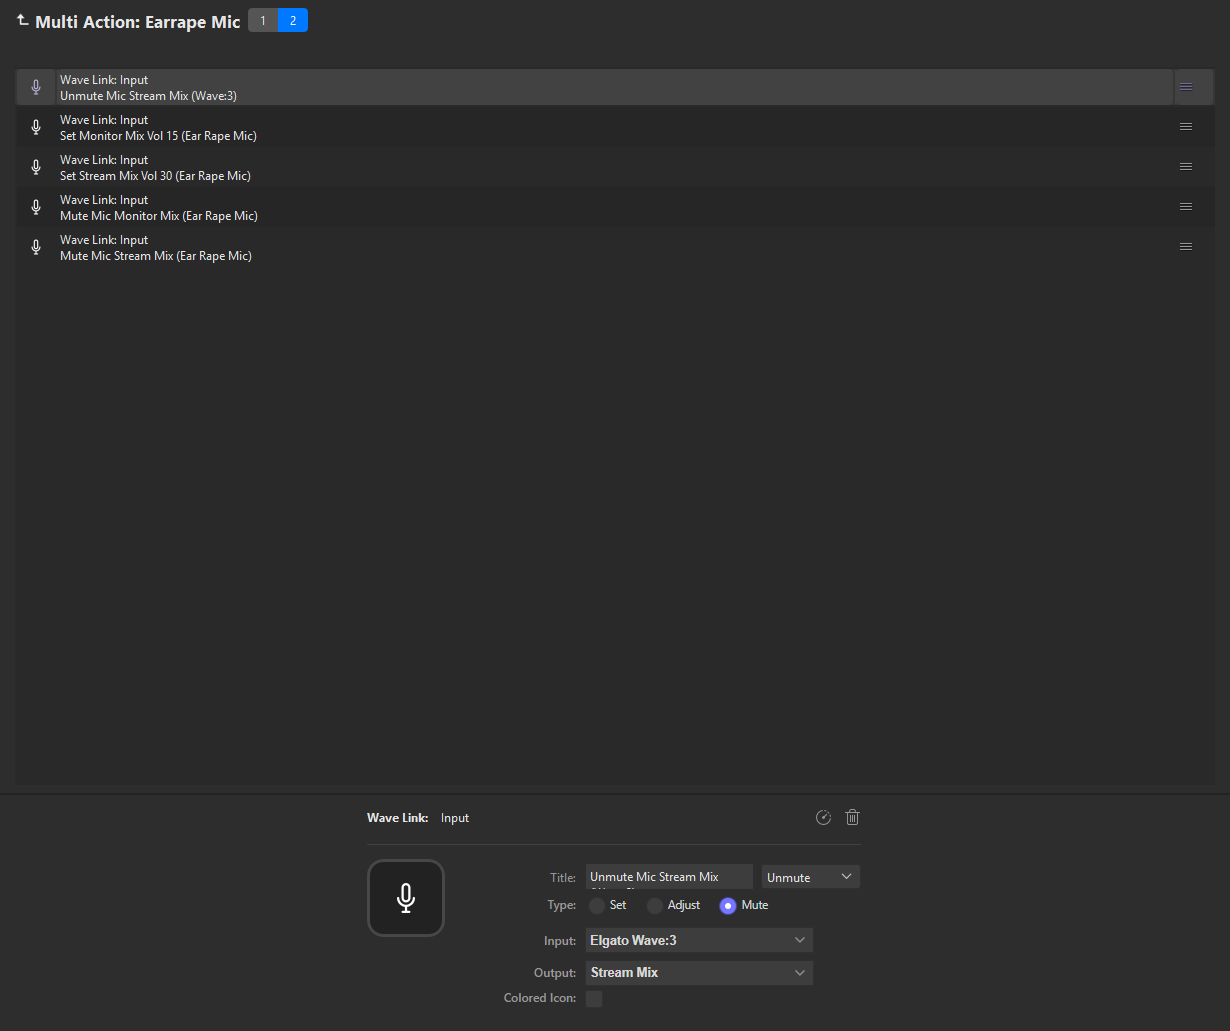 Multi Action: Earrape Mic 1 2
Wave Link: Input
Unmute Mic Stream Mix (Wave:3)
Wave Link: Input
Set Monitor Mix Vol 15 (Ear Rape Mic)
Wave Link: Input
Set Stream Mix Vol 30 (Ear Rape Mic)
Wave Link: Input
Mute Mic Monitor Mix (Ear Rape Mic)
Wave Link: Input
Mute Mic Stream Mix (Ear Rape Mic)
Wave Link: Input
Title: Unmute Mic Stream Mix Unmute
Type: Set Adjust Mute
Input: Elgato Wave:3
Output: Stream Mix
Colored Icon: